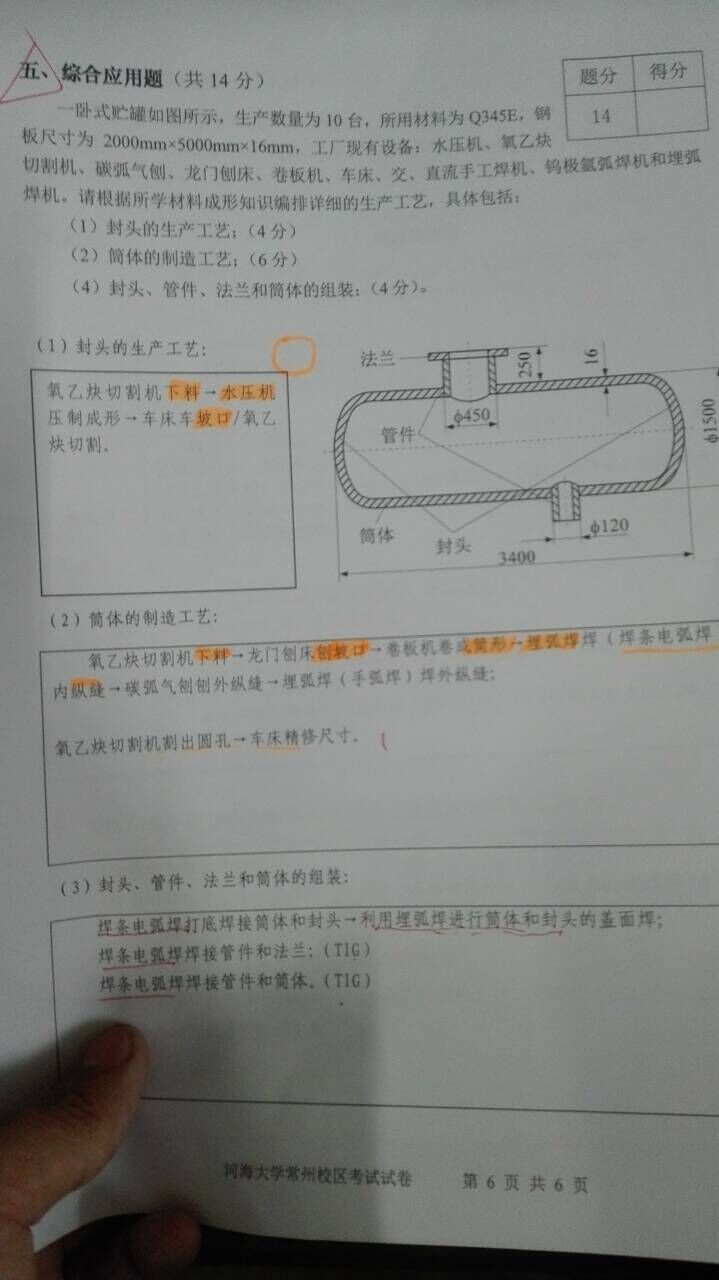 五、综合应用题（共 14 分）
题分 得分
14
一卧式贮罐如图所示，生产数量为 10 台，所用材料为 Q345E，钢
板尺寸为 2000mm×5000mm×16mm，工厂现有设备：水压机、氧乙炔
切割机、碳弧气刨、龙门刨床、卷板机、车床、交、直流手工焊机、钨极氩弧焊机和埋弧
焊机。请根据所学材料成形知识编排详细的生产工艺，具体包括：
（1）封头的生产工艺；（4 分）
（2）筒体的制造工艺；（6 分）
（4）封头、管件、法兰和筒体的组装；（4 分）。
（1）封头的生产工艺：
氧乙炔切割机下料→水压机
压制成形→车床车坡口/氧乙
炔切割.
法兰
250
16
ϕ450
管件
ϕ1500
筒体
封头
ϕ120
3400
（2）筒体的制造工艺：
氧乙炔切割机下料→龙门刨床刨坡口→卷板机卷成筒形→埋弧焊焊（焊条电弧焊
内纵缝→碳弧气刨刨外纵缝→埋弧焊（手弧焊）焊外纵缝；
氧乙炔切割机割出圆孔→车床精修尺寸.
（3）封头、管件、法兰和筒体的组装：
焊条电弧焊打底焊接筒体和封头→利用埋弧焊进行筒体和封头的盖面焊；
焊条电弧焊焊接管件和法兰；（TIG）
焊条电弧焊焊接管件和筒体.（TIG）
河海大学常州校区考试试卷 第 6 页 共 6 页